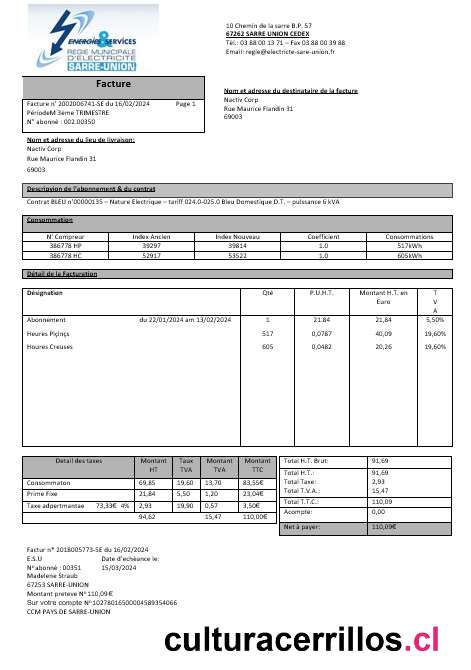 ENERGIES & SERVICES
REGIE MUNICIPALE
D'ELECTRICITE
SARRE-UNION
10 Chemin de la sarre B.P. 57
67262 SARRE UNION CEDEX
Tél.: 03 88 00 13 71 – Fax 03 88 00 39 88
Email: regie@electricite-sare-union.fr
Facture
Facture n° 2002006741-SE du 16/02/2024 Page 1
PériodeM 3ème TRIMESTRE
N° abonné : 002.00350
Nom et adresse du destinataire de la facture
Nactiv Corp
Rue Maurice Flandin 31
69003
Nom et adresse du lieu de livraison:
Nactiv Corp
Rue Maurice Flandin 31
69003
Descripyion de l'abonnement & du contrat
Contrat BLEU n°00000135 – Nature Electrique – tariff 024.0-025.0 Bleu Domestique D.T. – puissance 6 kVA
Consommation
N° Compreur Index Ancien Index Nouveau Coefficient Consommations
386778 HP 39297 39814 1.0 517kWh
386778 HC 52917 53522 1.0 605kWh
Détail de la Facturation
Désignation Qté P.U.H.T. Montant H.T. en Euro T V A
Abonnement du 22/01/2024 am 13/02/2024 1 21,84 21,84 5,50%
Heures Piçinçs 517 0,0787 40,09 19,60%
Houres Creuses 605 0,0482 20,26 19,60%
Detail des taxes Montant HT Taux TVA Montant TVA Montant TTC
Consommaton 69,85 19,60 13,70 83,55€
Prime Fixe 21,84 5,50 1,20 23,04€
Taxe adpertmantae 73,33€ 4% 2,93 19,90 0,57 3,50€
94,62 15,47 110,00€
Total H.T. Brut: 91,69
Total H.T.: 91,69
Total Taxe: 2,93
Total T.V.A.: 15,47
Total T.T.C.: 110,09
Acompte: 0,00
Net à payer: 110,09€
Factur n° 2018005773-SE du 16/02/2024
E.S.U Date d'echéance le:
N°abonné : 00351 15/03/2024
Madelene Straub
67253 SARRE-UNION
Montant preteve N°110,09€
Sur votre compte N°10278016500004589354066
CCM PAYS DE SARRE-UNION
culturacerrillos.cl